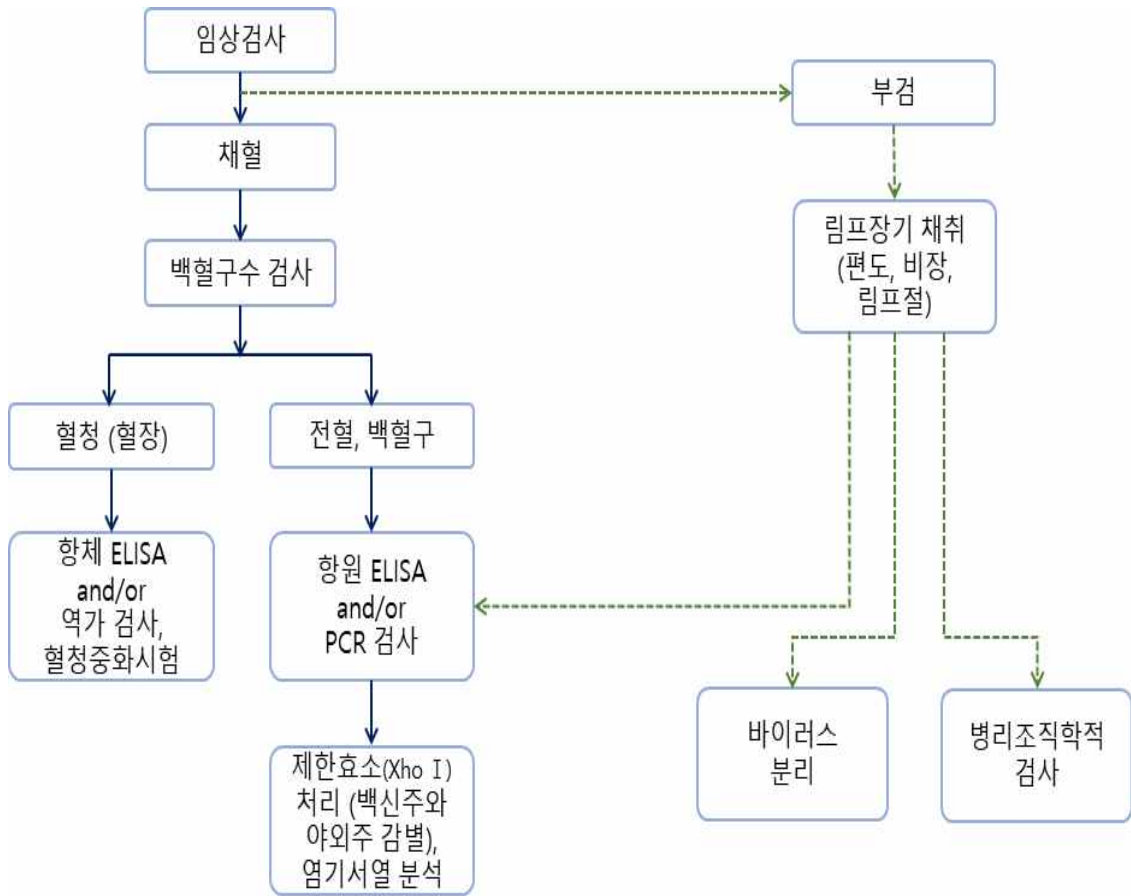 임상검사
부검
채혈
림프장기 채취
(편도, 비장,
림프절)
백혈구수 검사
혈청 (혈장)
전혈, 백혈구
항체 ELISA
and/or
역가 검사,
혈청중화시험
항원 ELISA
and/or
PCR 검사
바이러스
분리
병리조직학적
검사
제한효소(Xho Ⅰ)
처리 (백신주와
야외주 감별),
염기서열 분석